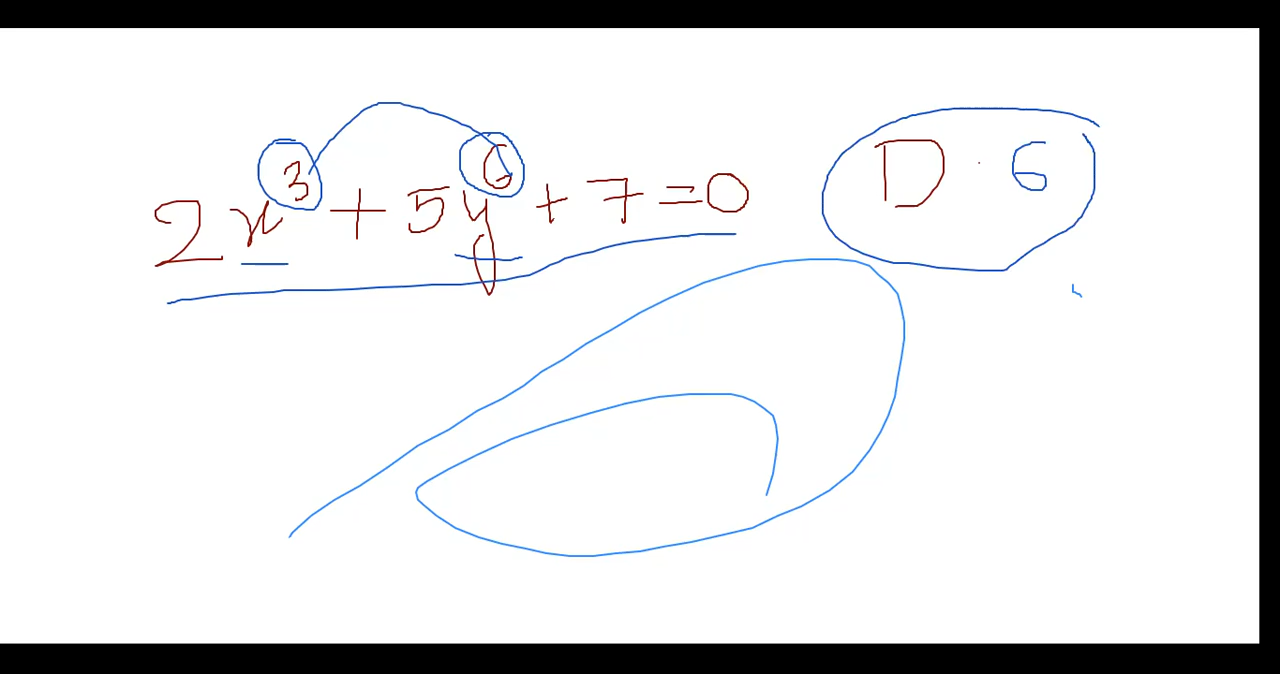 2x³ + 5y⁶ + 7 = 0
D · 6